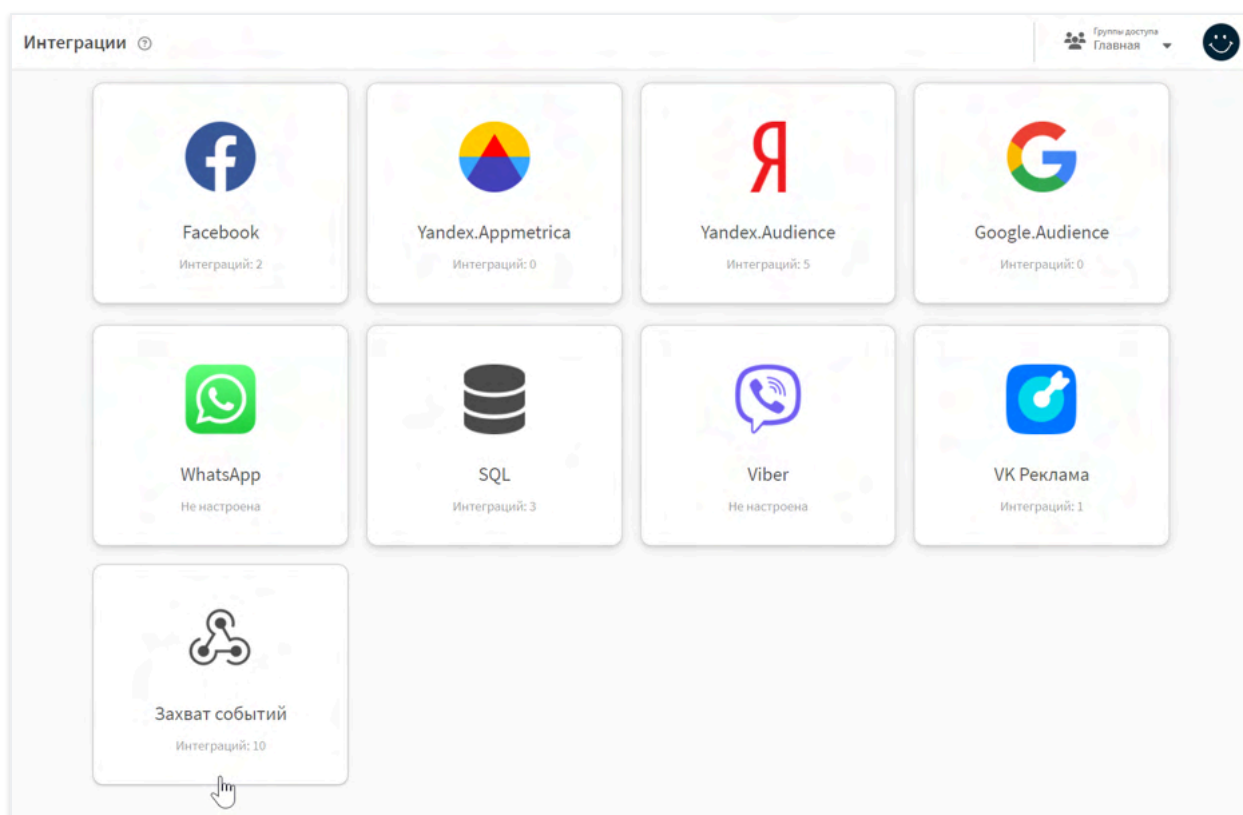 Интеграции
Группы доступа
Главная
Facebook
Интеграций: 2
Yandex.Appmetrica
Интеграций: 0
Я
Yandex.Audience
Интеграций: 5
Google.Audience
Интеграций: 0
WhatsApp
Не настроена
SQL
Интеграций: 3
Viber
Не настроена
VK Реклама
Интеграций: 1
Захват событий
Интеграций: 10